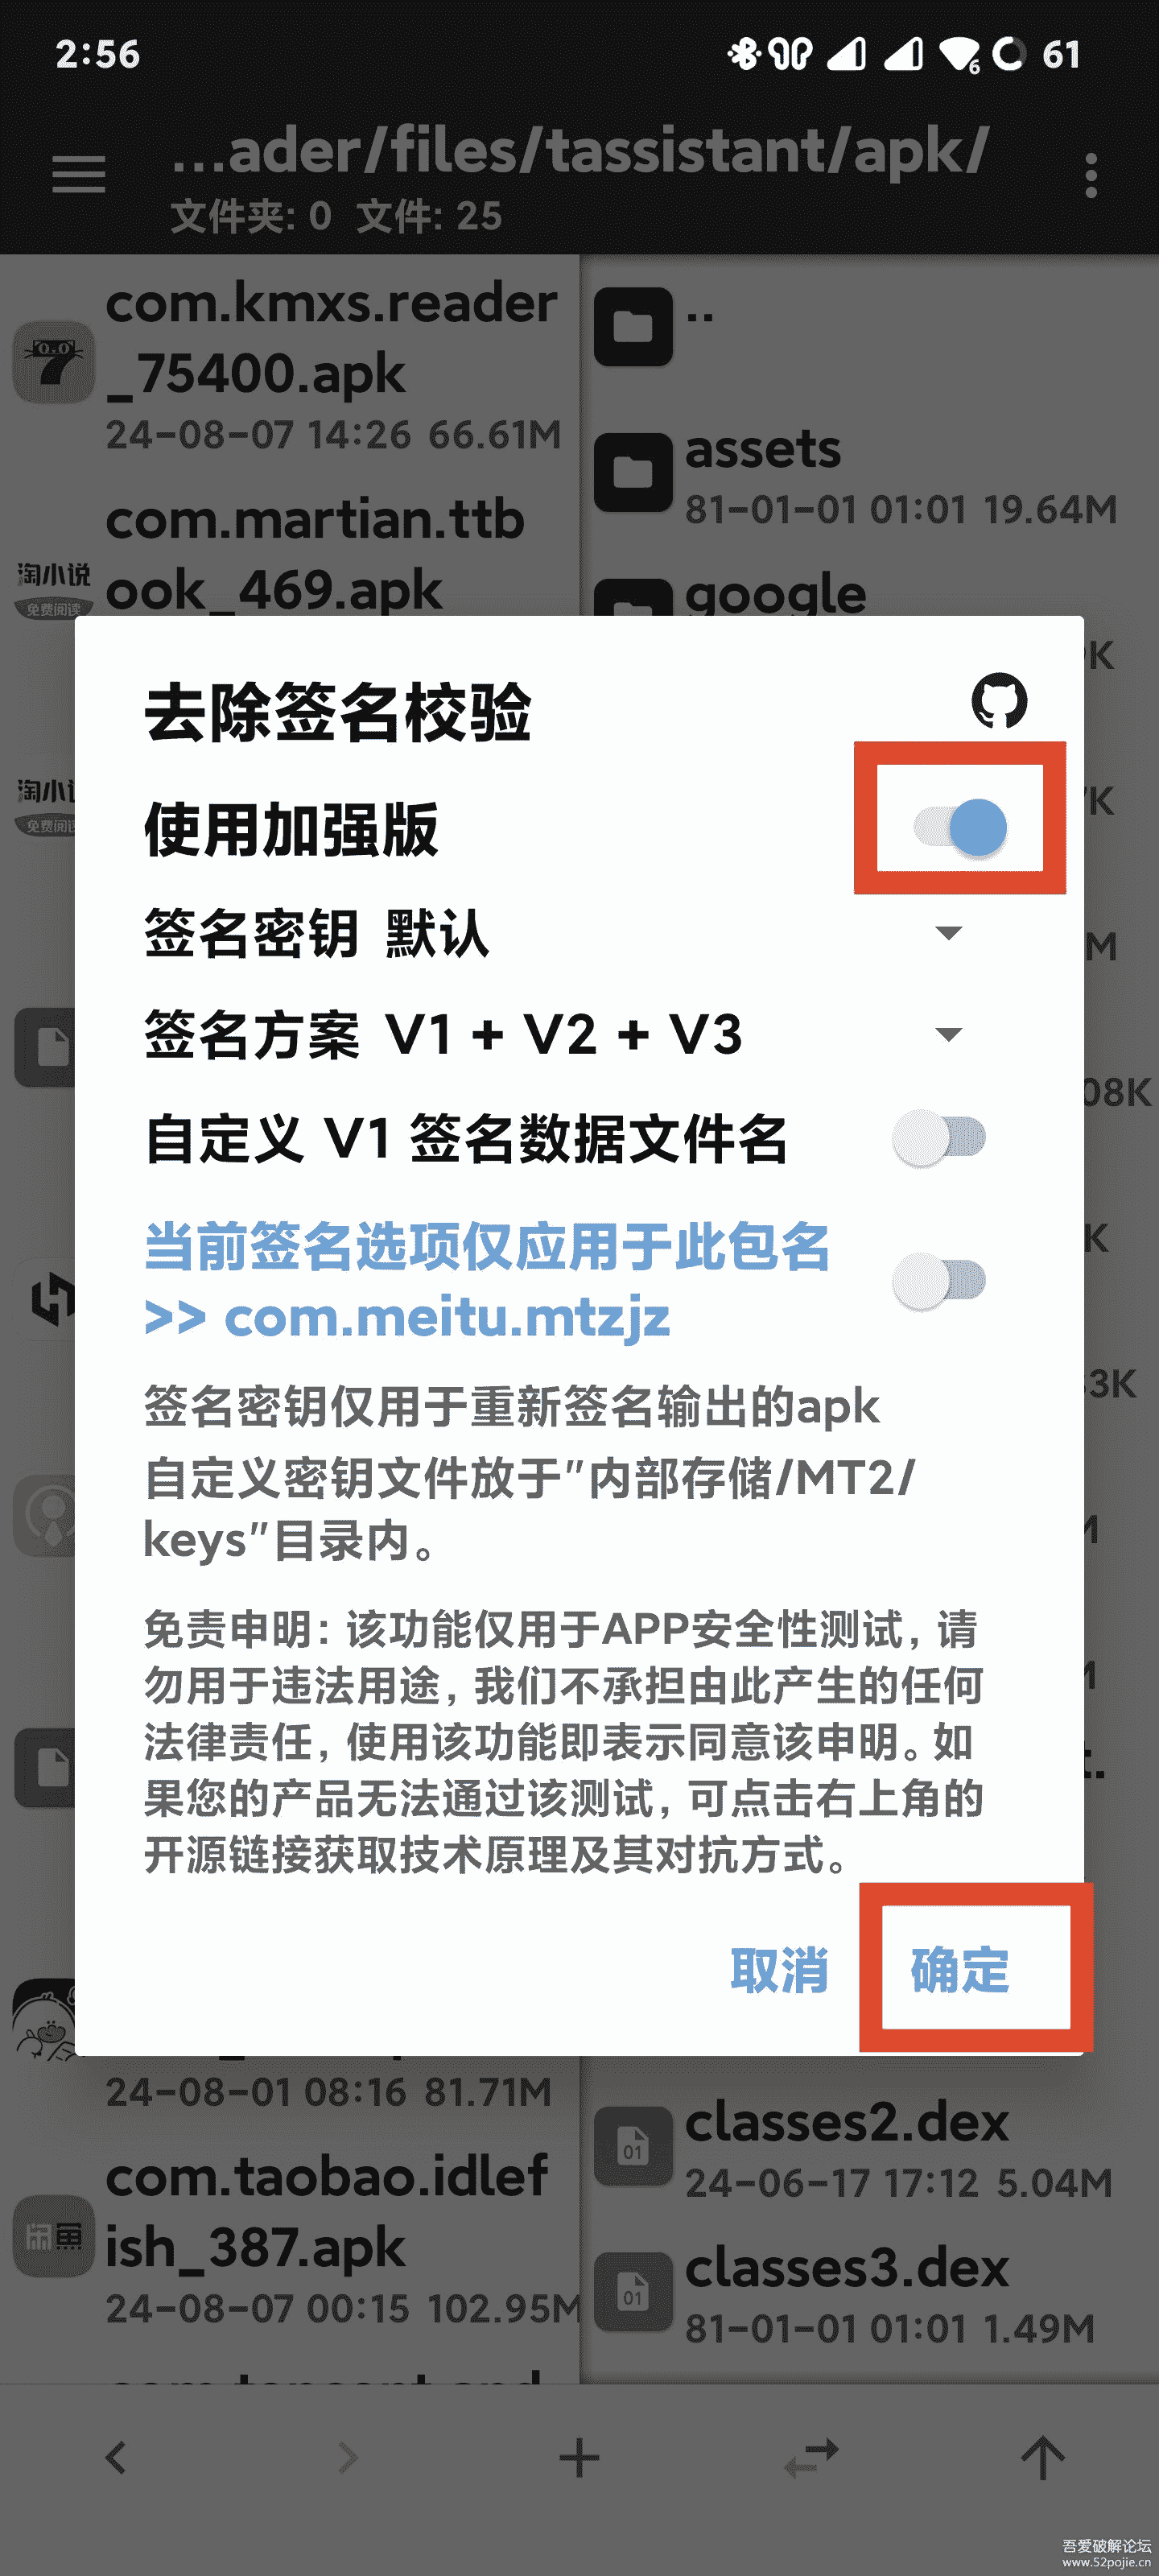 2:56
6
61
...ader/files/tassistant/apk/
文件夹: 0 文件: 25
com.kmxs.reader
_75400.apk
24-08-07 14:26 66.61M
..
assets
81-01-01 01:01 19.64M
com.martian.ttb
ook_469.apk
淘小说
免费阅读
google
去除签名校验
使用加强版
签名密钥 默认
签名方案 V1 + V2 + V3
自定义 V1 签名数据文件名
当前签名选项仅应用于此包名
>> com.meitu.mtzjz
签名密钥仅用于重新签名输出的apk
自定义密钥文件放于"内部存储/MT2/
keys"目录内。
免责申明: 该功能仅用于APP安全性测试, 请
勿用于违法用途, 我们不承担由此产生的任何
法律责任, 使用该功能即表示同意该申明。如
果您的产品无法通过该测试, 可点击右上角的
开源链接获取技术原理及其对抗方式。
取消
确定
K
K
M
08K
K
3K
24-08-01 08:16 81.71M
com.taobao.idlef
ish_387.apk
24-08-07 00:15 102.95M
闲鱼
classes2.dex
24-06-17 17:12 5.04M
01
classes3.dex
81-01-01 01:01 1.49M
01
吾爱破解论坛
www.52pojie.cn